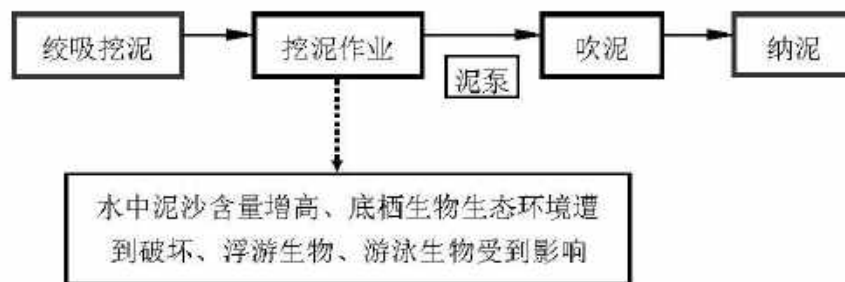 绞吸挖泥
挖泥作业
泥泵
吹泥
纳泥
水中泥沙含量增高、底栖生物生态环境遭
到破坏、浮游生物、游泳生物受到影响